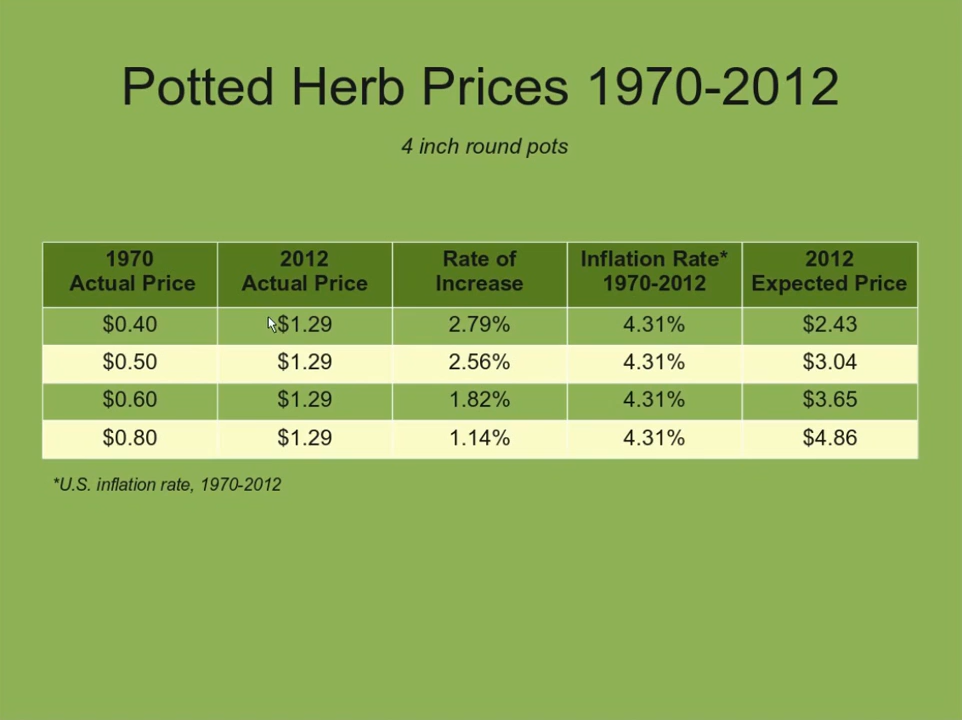 Potted Herb Prices 1970-2012
4 inch round pots
1970 Actual Price 2012 Actual Price Rate of Increase Inflation Rate* 1970-2012 2012 Expected Price
$0.40 $1.29 2.79% 4.31% $2.43
$0.50 $1.29 2.56% 4.31% $3.04
$0.60 $1.29 1.82% 4.31% $3.65
$0.80 $1.29 1.14% 4.31% $4.86
*U.S. inflation rate, 1970-2012